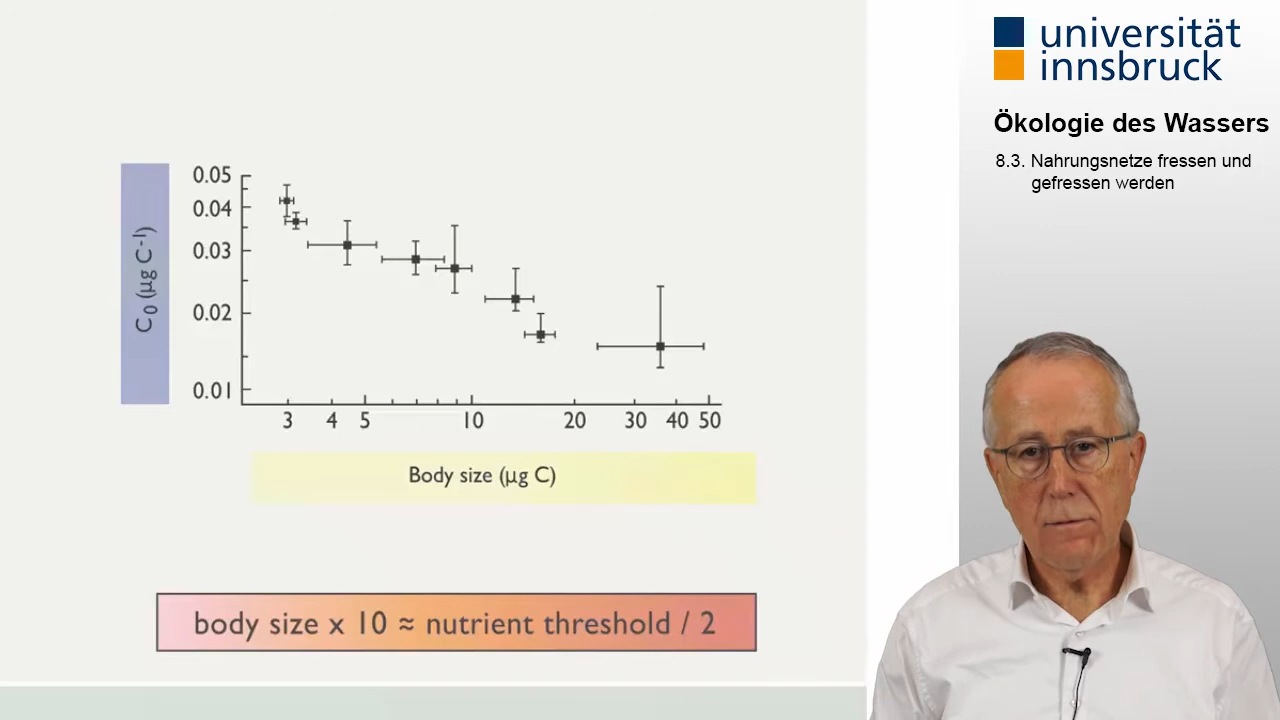 universität
innsbruck
Ökologie des Wassers
8.3. Nahrungsnetze fressen und
gefressen werden
C0 (µg C-l)
0.05
0.04
0.03
0.02
0.01
3 4 5 10 20 30 40 50
Body size (µg C)
body size x 10 ≈ nutrient threshold / 2